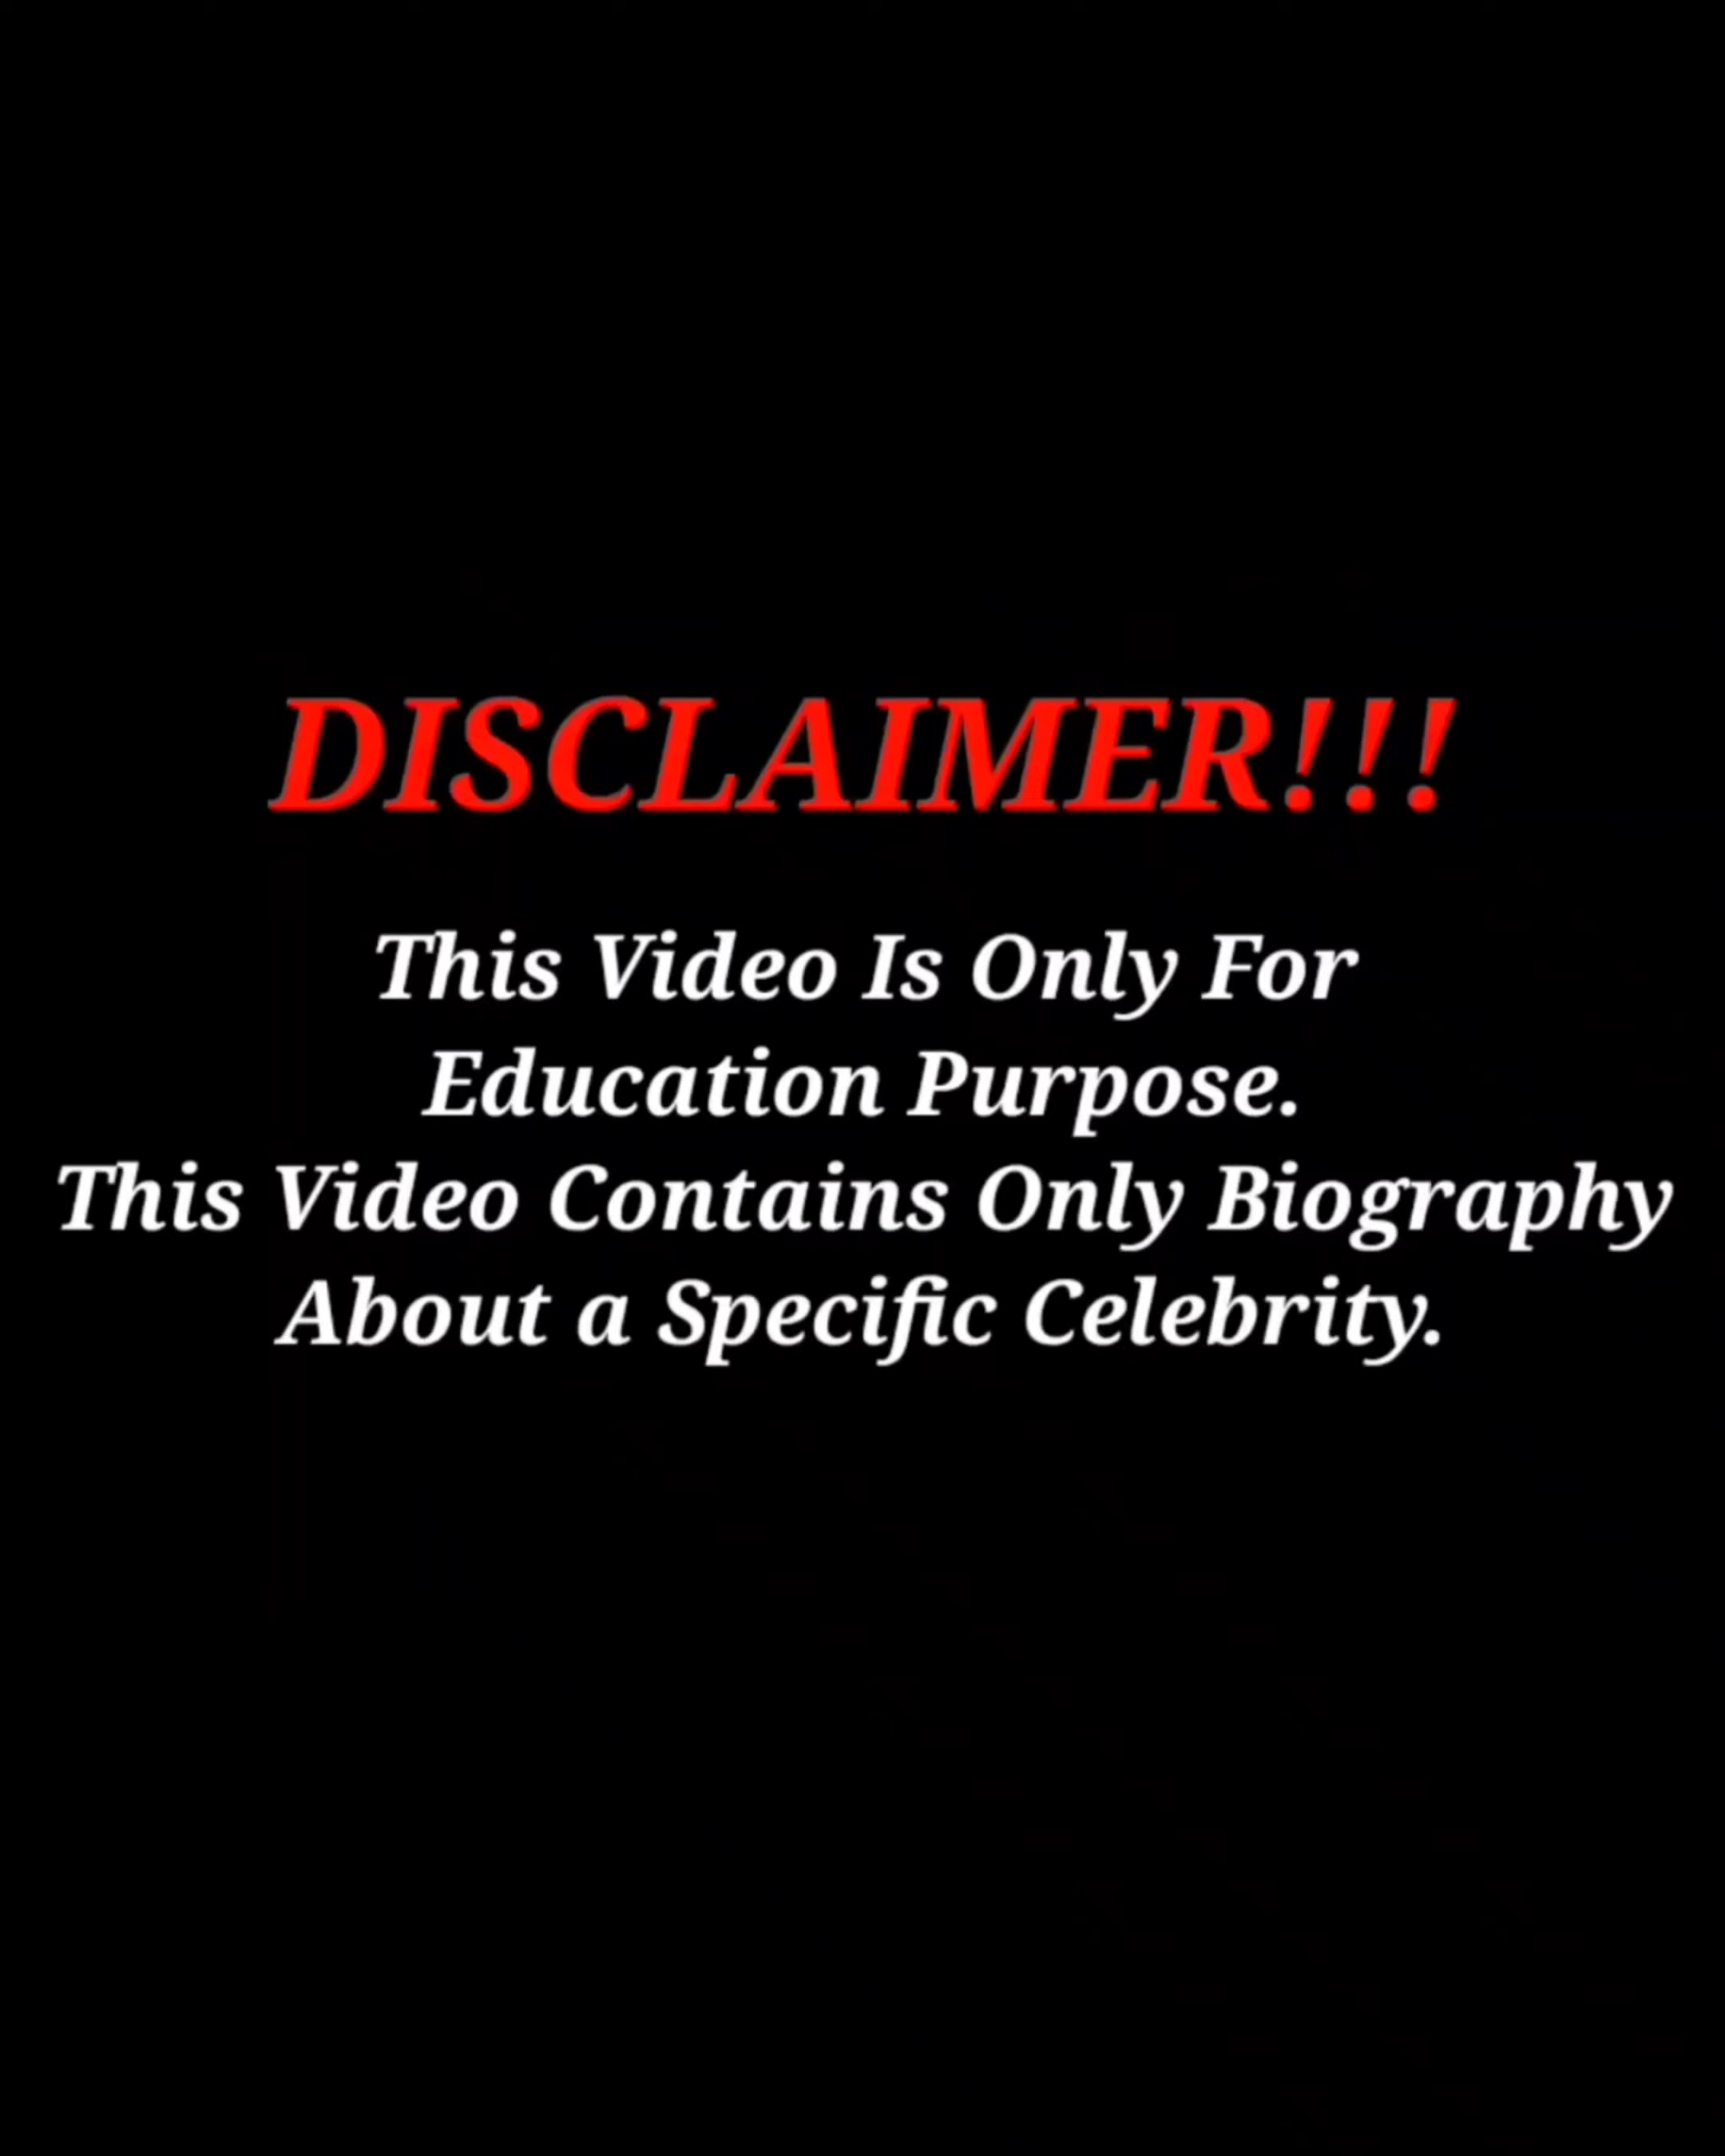 DISCLAIMER!!!
This Video Is Only For
Education Purpose.
This Video Contains Only Biography
About a Specific Celebrity.